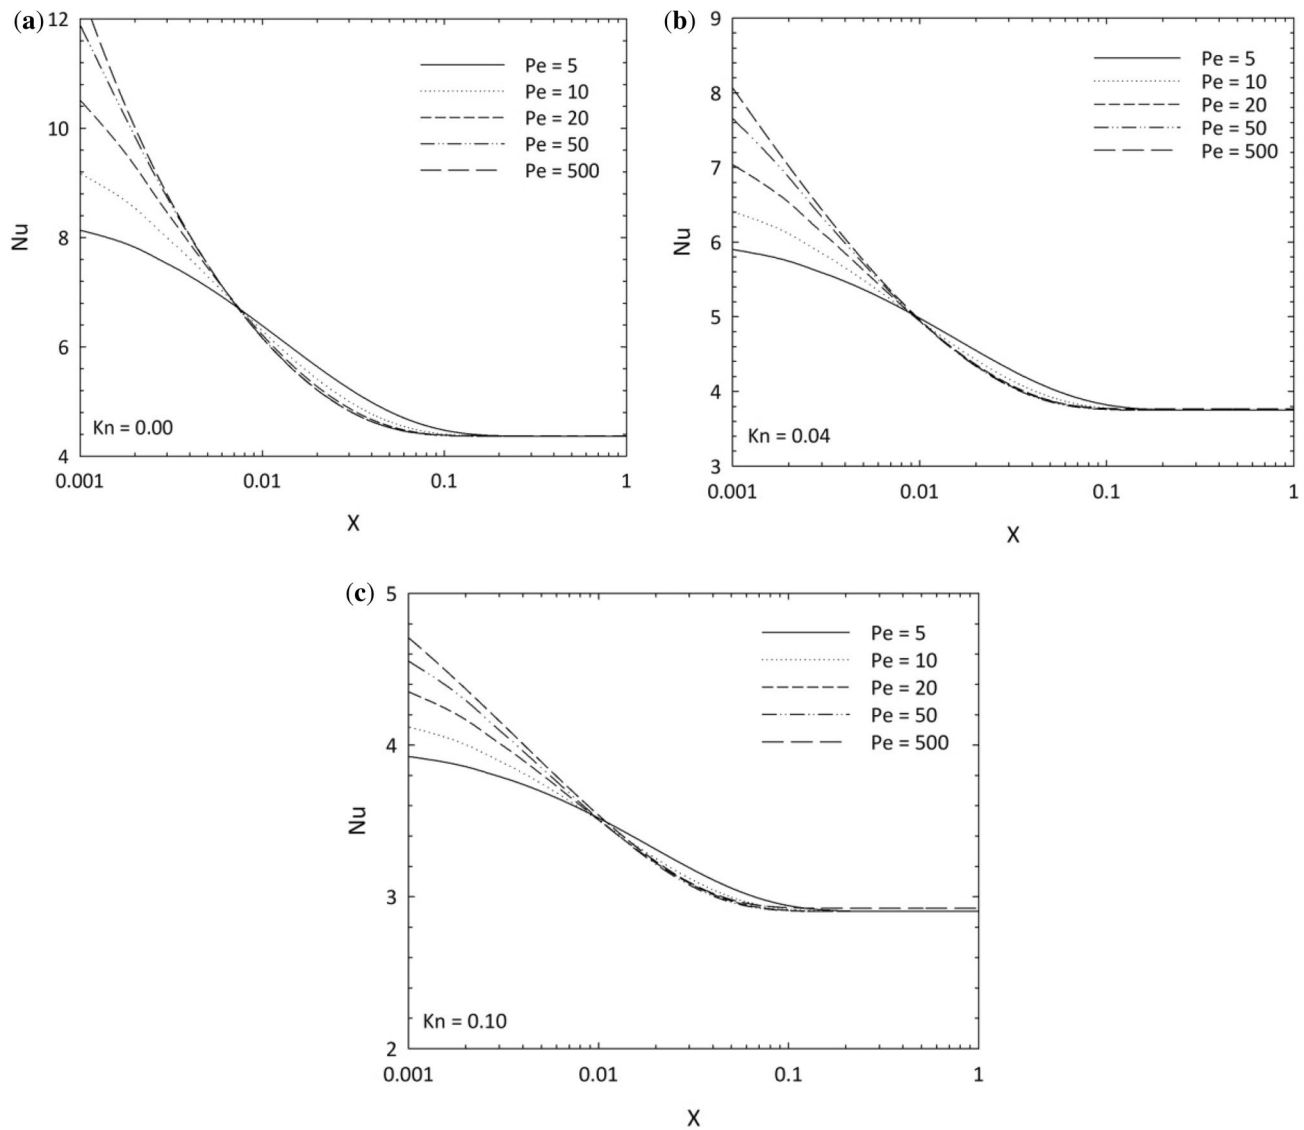 (a)
12
10
8
6
4
Nu
Pe = 5
Pe = 10
Pe = 20
Pe = 50
Pe = 500
Kn = 0.00
0.001 0.01 0.1 1
X
(b)
9
8
7
6
5
4
3
Nu
Pe = 5
Pe = 10
Pe = 20
Pe = 50
Pe = 500
Kn = 0.04
0.001 0.01 0.1 1
X
(c)
5
4
3
2
Nu
Pe = 5
Pe = 10
Pe = 20
Pe = 50
Pe = 500
Kn = 0.10
0.001 0.01 0.1 1
X